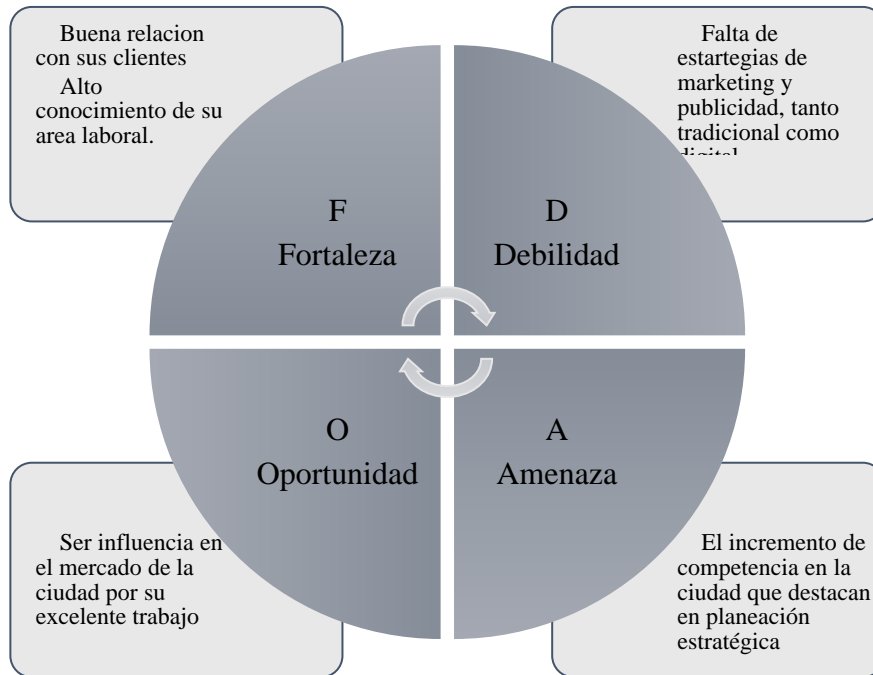 Buena relacion
con sus clientes
Alto
conocimiento de su
area laboral.
Falta de
estartegias de
marketing y
publicidad, tanto
tradicional como
digital
F
Fortaleza
D
Debilidad
O
Oportunidad
A
Amenaza
Ser influencia en
el mercado de la
ciudad por su
excelente trabajo
El incremento de
competencia en la
ciudad que destacan
en planeación
estratégica